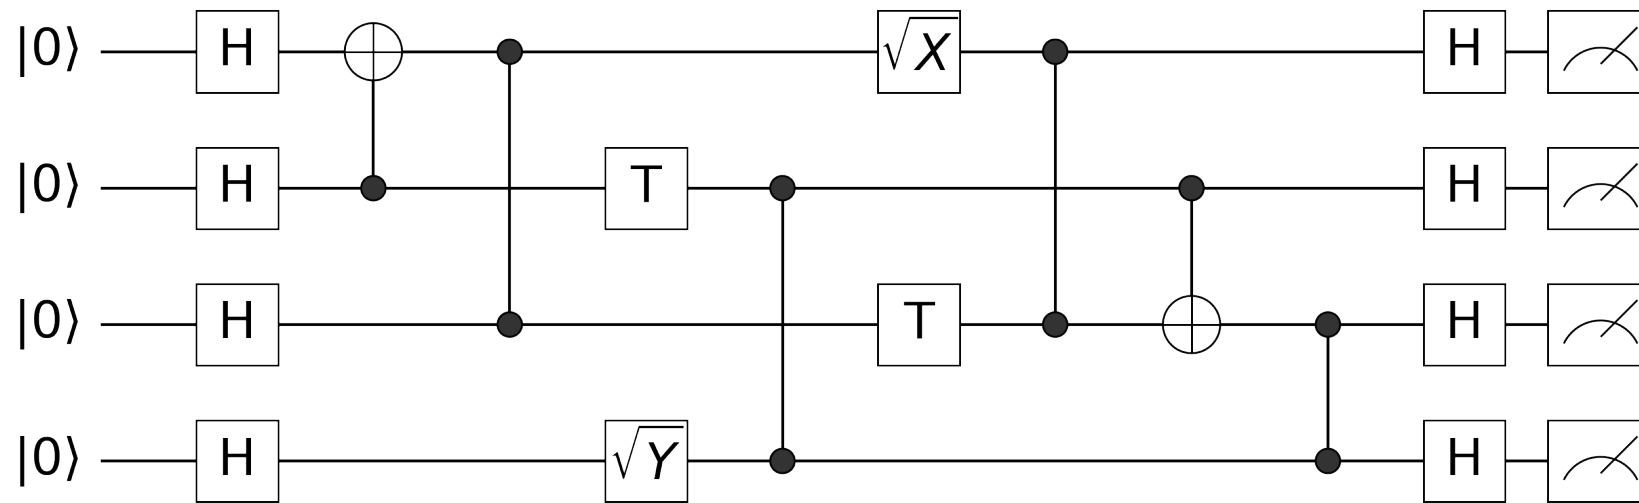 |0⟩ H √X H
|0⟩ H T H
|0⟩ H T H
|0⟩ H √Y H